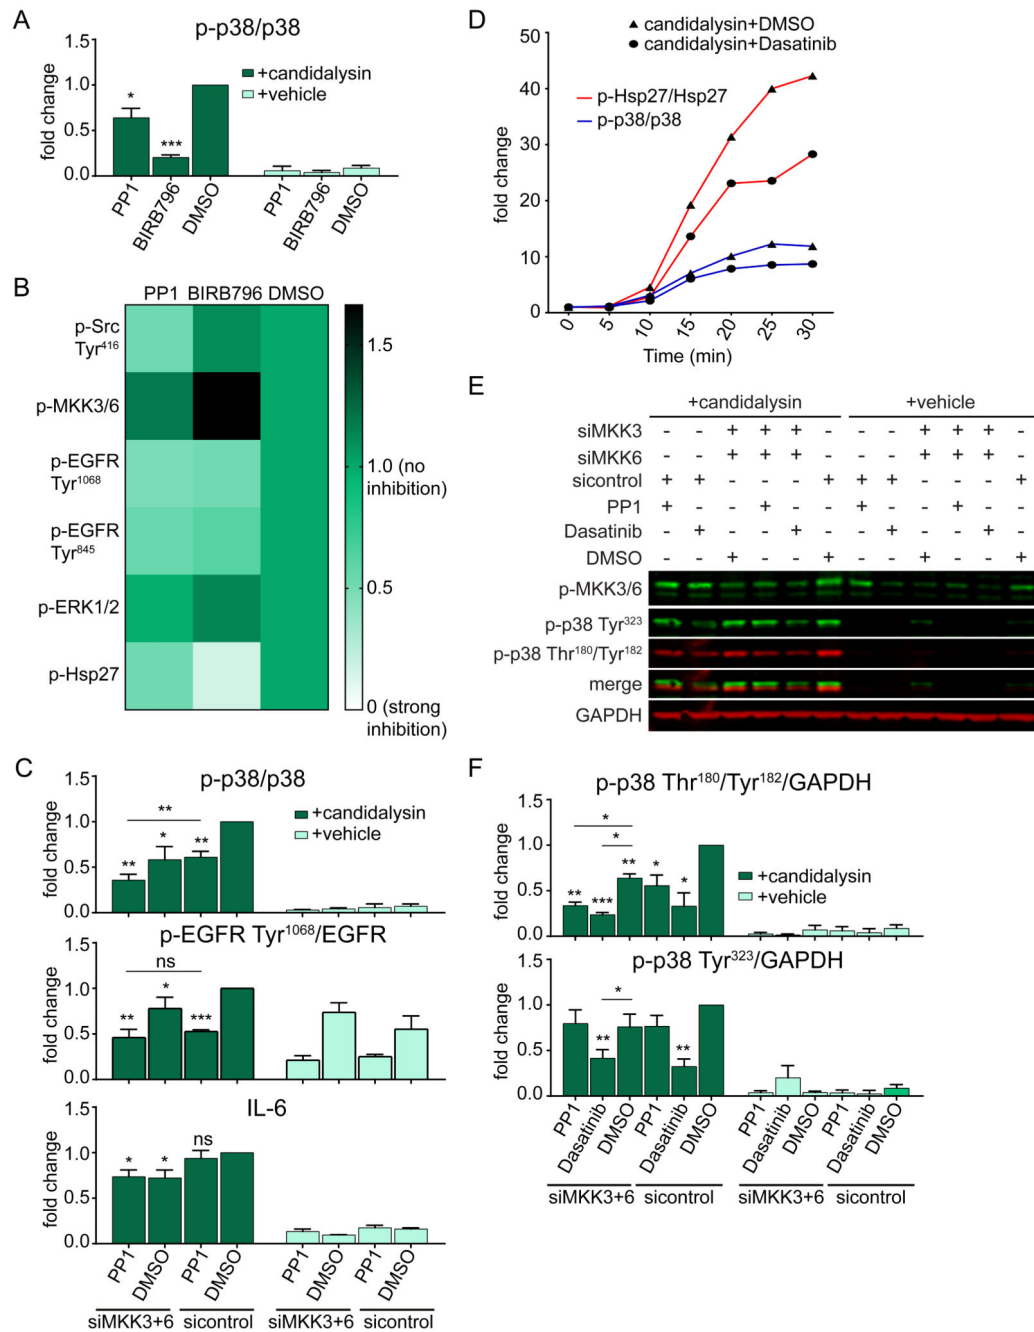 A
p-p38/p38
fold change
1.5
1.0
0.5
0.0
+candidalysin
+vehicle
*
***
PP1
BIRB796
DMSO
PP1
BIRB796
DMSO
B
PP1 BIRB796 DMSO
p-Src
Tyr⁴¹⁶
p-MKK3/6
p-EGFR
Tyr¹⁰⁶⁸
p-EGFR
Tyr⁸⁴⁵
p-ERK1/2
p-Hsp27
1.5
1.0 (no
inhibition)
0.5
0 (strong
inhibition)
C
p-p38/p38
fold change
1.5
1.0
0.5
0.0
+candidalysin
+vehicle
**
** * **
p-EGFR Tyr¹⁰⁶⁸/EGFR
fold change
1.5
1.0
0.5
0.0
ns
** * ***
IL-6
fold change
1.5
1.0
0.5
0.0
* * ns
PP1
DMSO
PP1
DMSO
PP1
DMSO
PP1
DMSO
siMKK3+6 sicontrol siMKK3+6 sicontrol
D
candidalysin+DMSO
candidalysin+Dasatinib
p-Hsp27/Hsp27
p-p38/p38
fold change
50
40
30
20
10
0
0 5 10 15 20 25 30
Time (min)
E
+candidalysin +vehicle
siMKK3 - - + + + - - - + + + -
siMKK6 - - + + + - - - + + + -
sicontrol + + - - - + + + - - - +
PP1 + - - + - - + - - + - -
Dasatinib - + - - + - - + - - + -
DMSO - - + - - + - - + - - +
p-MKK3/6
p-p38 Tyr³²³
p-p38 Thr¹⁸⁰/Tyr¹⁸²
merge
GAPDH
F
p-p38 Thr¹⁸⁰/Tyr¹⁸²/GAPDH
fold change
1.5
1.0
0.5
0.0
+candidalysin
+vehicle
*
*
** *** ** * *
p-p38 Tyr³²³/GAPDH
fold change
1.5
1.0
0.5
0.0
*
** **
PP1
Dasatinib
DMSO
PP1
Dasatinib
DMSO
PP1
Dasatinib
DMSO
PP1
Dasatinib
DMSO
siMKK3+6 sicontrol siMKK3+6 sicontrol